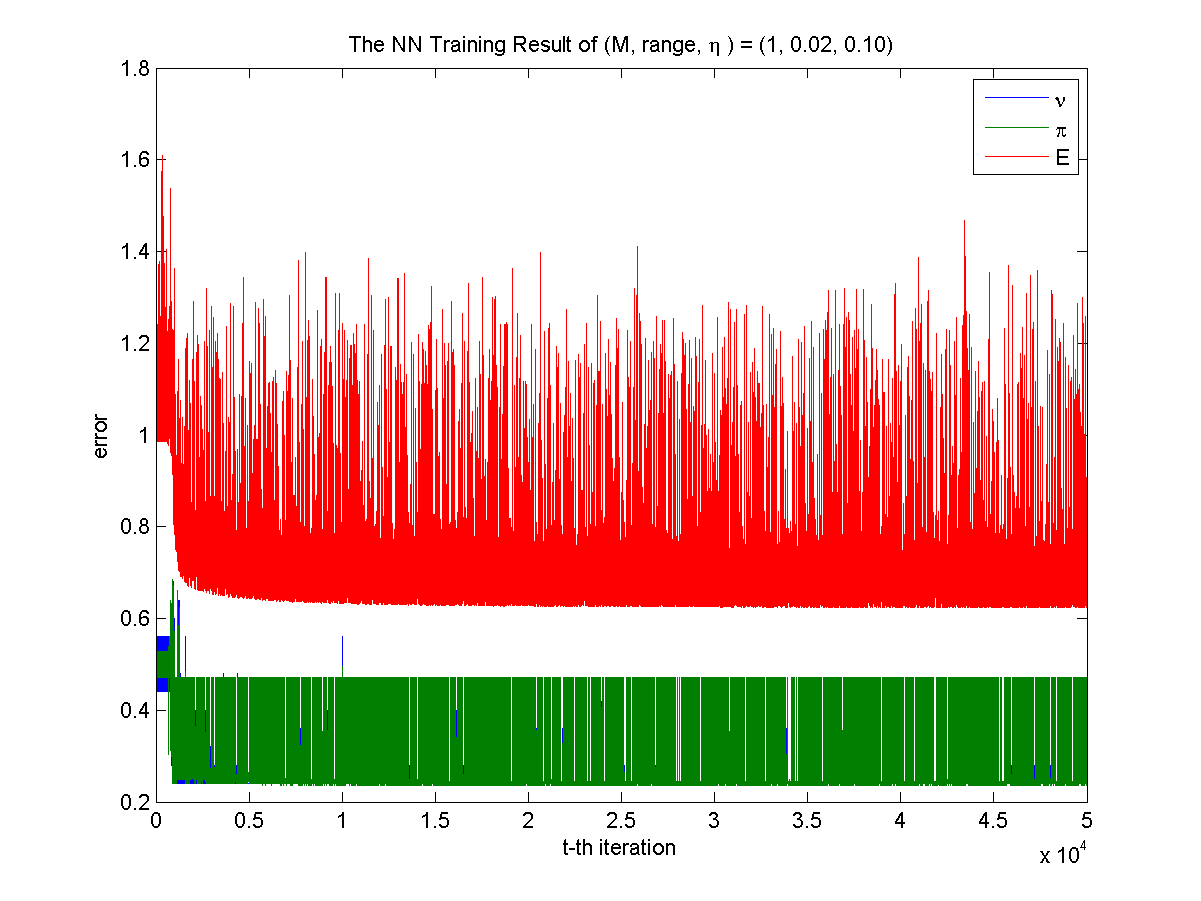 The NN Training Result of (M, range, η ) = (1, 0.02, 0.10)
1.8
1.6
1.4
1.2
1
0.8
0.6
0.4
0.2
error
ν
π
E
0 0.5 1 1.5 2 2.5 3 3.5 4 4.5 5
t-th iteration
x 10^4